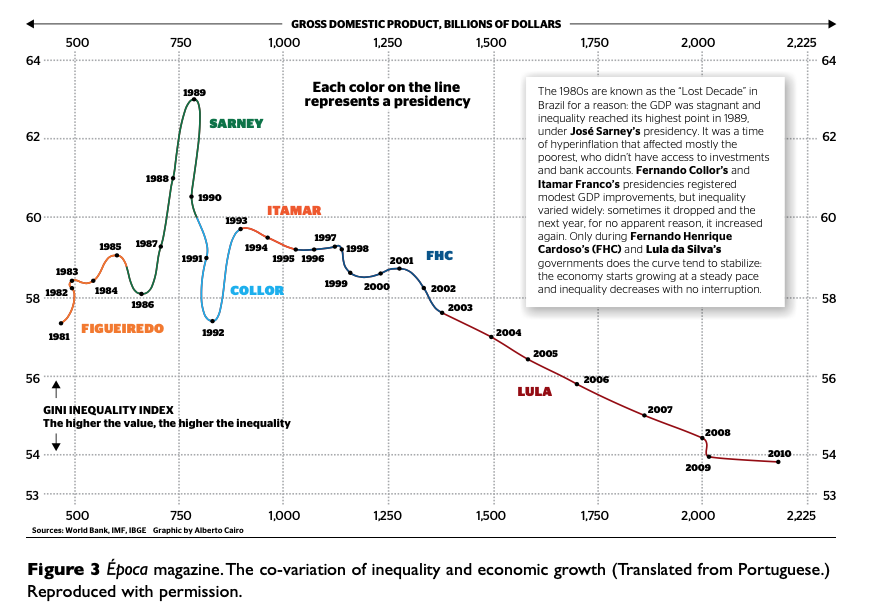 GROSS DOMESTIC PRODUCT, BILLIONS OF DOLLARS
500 750 1,000 1,250 1,500 1,750 2,000 2,225
64 64
Each color on the line
represents a presidency
The 1980s are known as the “Lost Decade” in
Brazil for a reason: the GDP was stagnant and
inequality reached its highest point in 1989,
under José Sarney’s presidency. It was a time
of hyperinflation that affected mostly the
poorest, who didn’t have access to investments
and bank accounts. Fernando Collor’s and
Itamar Franco’s presidencies registered
modest GDP improvements, but inequality
varied widely: sometimes it dropped and the
next year, for no apparent reason, it increased
again. Only during Fernando Henrique
Cardoso’s (FHC) and Lula da Silva’s
governments does the curve tend to stabilize:
the economy starts growing at a steady pace
and inequality decreases with no interruption.
1989
SARNEY
62 62
1988
1990
60 60
ITAMAR
1993
1985
1987
1994
1995
1996
1997
1998
FHC
1983
1991
2001
1982
1984
COLLOR
1999
2000
2002
58 58
1986
2003
1981
FIGUEIREDO
1992
2004
2005
56 56
2006
LULA
GINI INEQUALITY INDEX
The higher the value, the higher the inequality
2007
2008
54 54
2009
2010
53 53
500 750 1,000 1,250 1,500 1,750 2,000 2,225
Sources: World Bank, IMF, IBGE Graphic by Alberto Cairo
Figure 3 Época magazine. The co-variation of inequality and economic growth (Translated from Portuguese.)
Reproduced with permission.